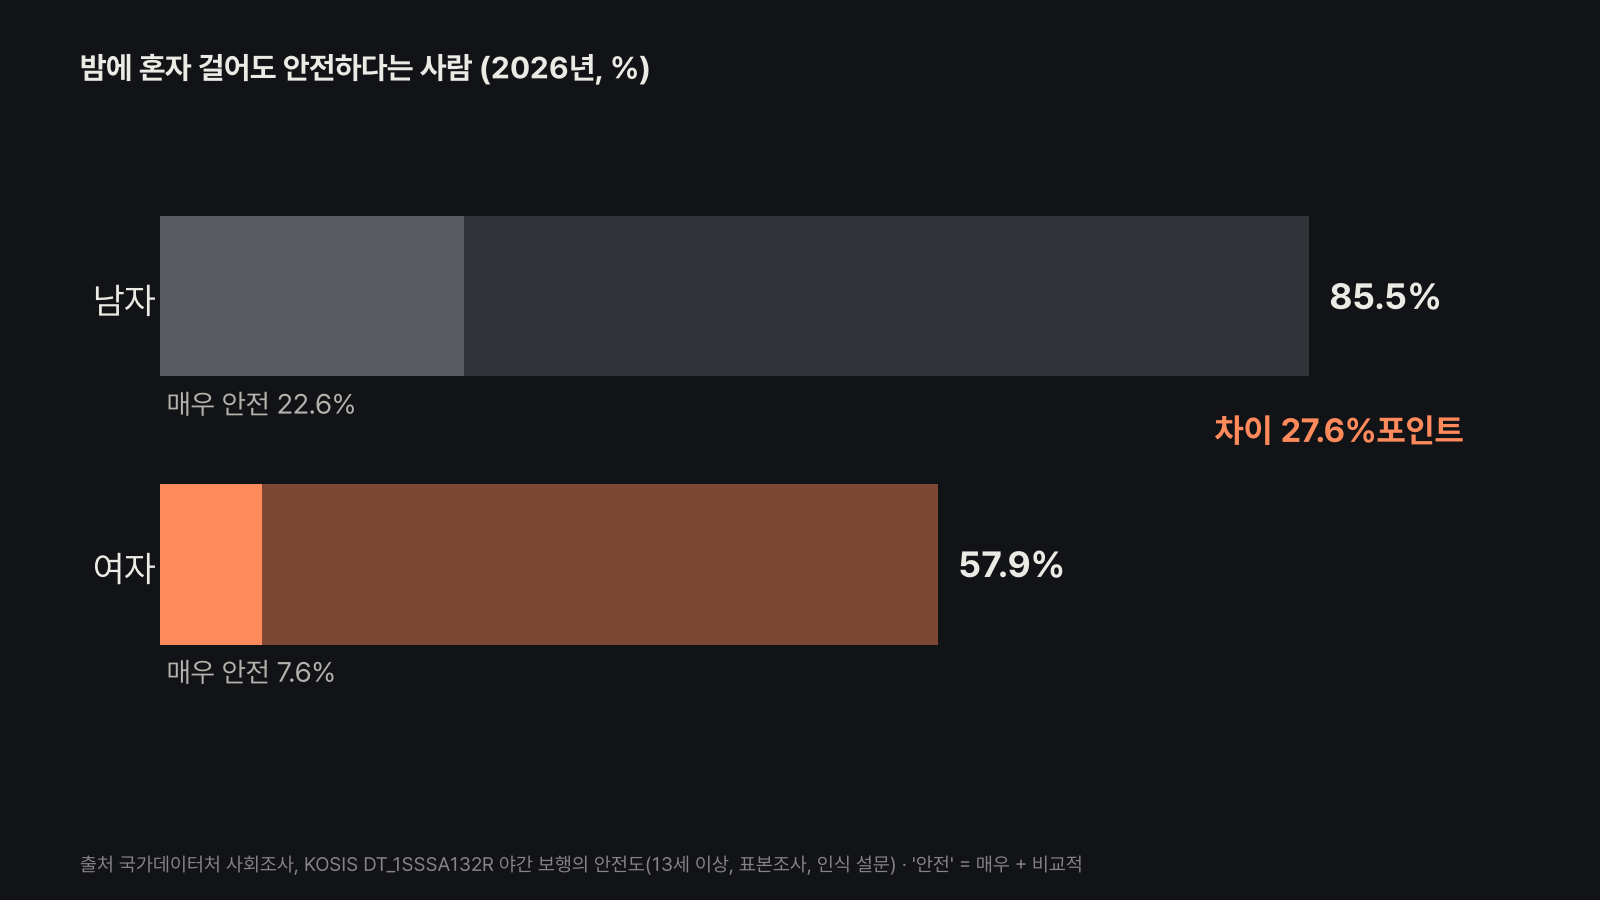 밤에 혼자 걸어도 안전하다는 사람 (2026년, %)
남자
85.5%
매우 안전 22.6%
차이 27.6%포인트
여자
57.9%
매우 안전 7.6%
출처 국가데이터처 사회조사, KOSIS DT_1SSSA132R 야간 보행의 안전도(13세 이상, 표본조사, 인식 설문) · '안전' = 매우 + 비교적